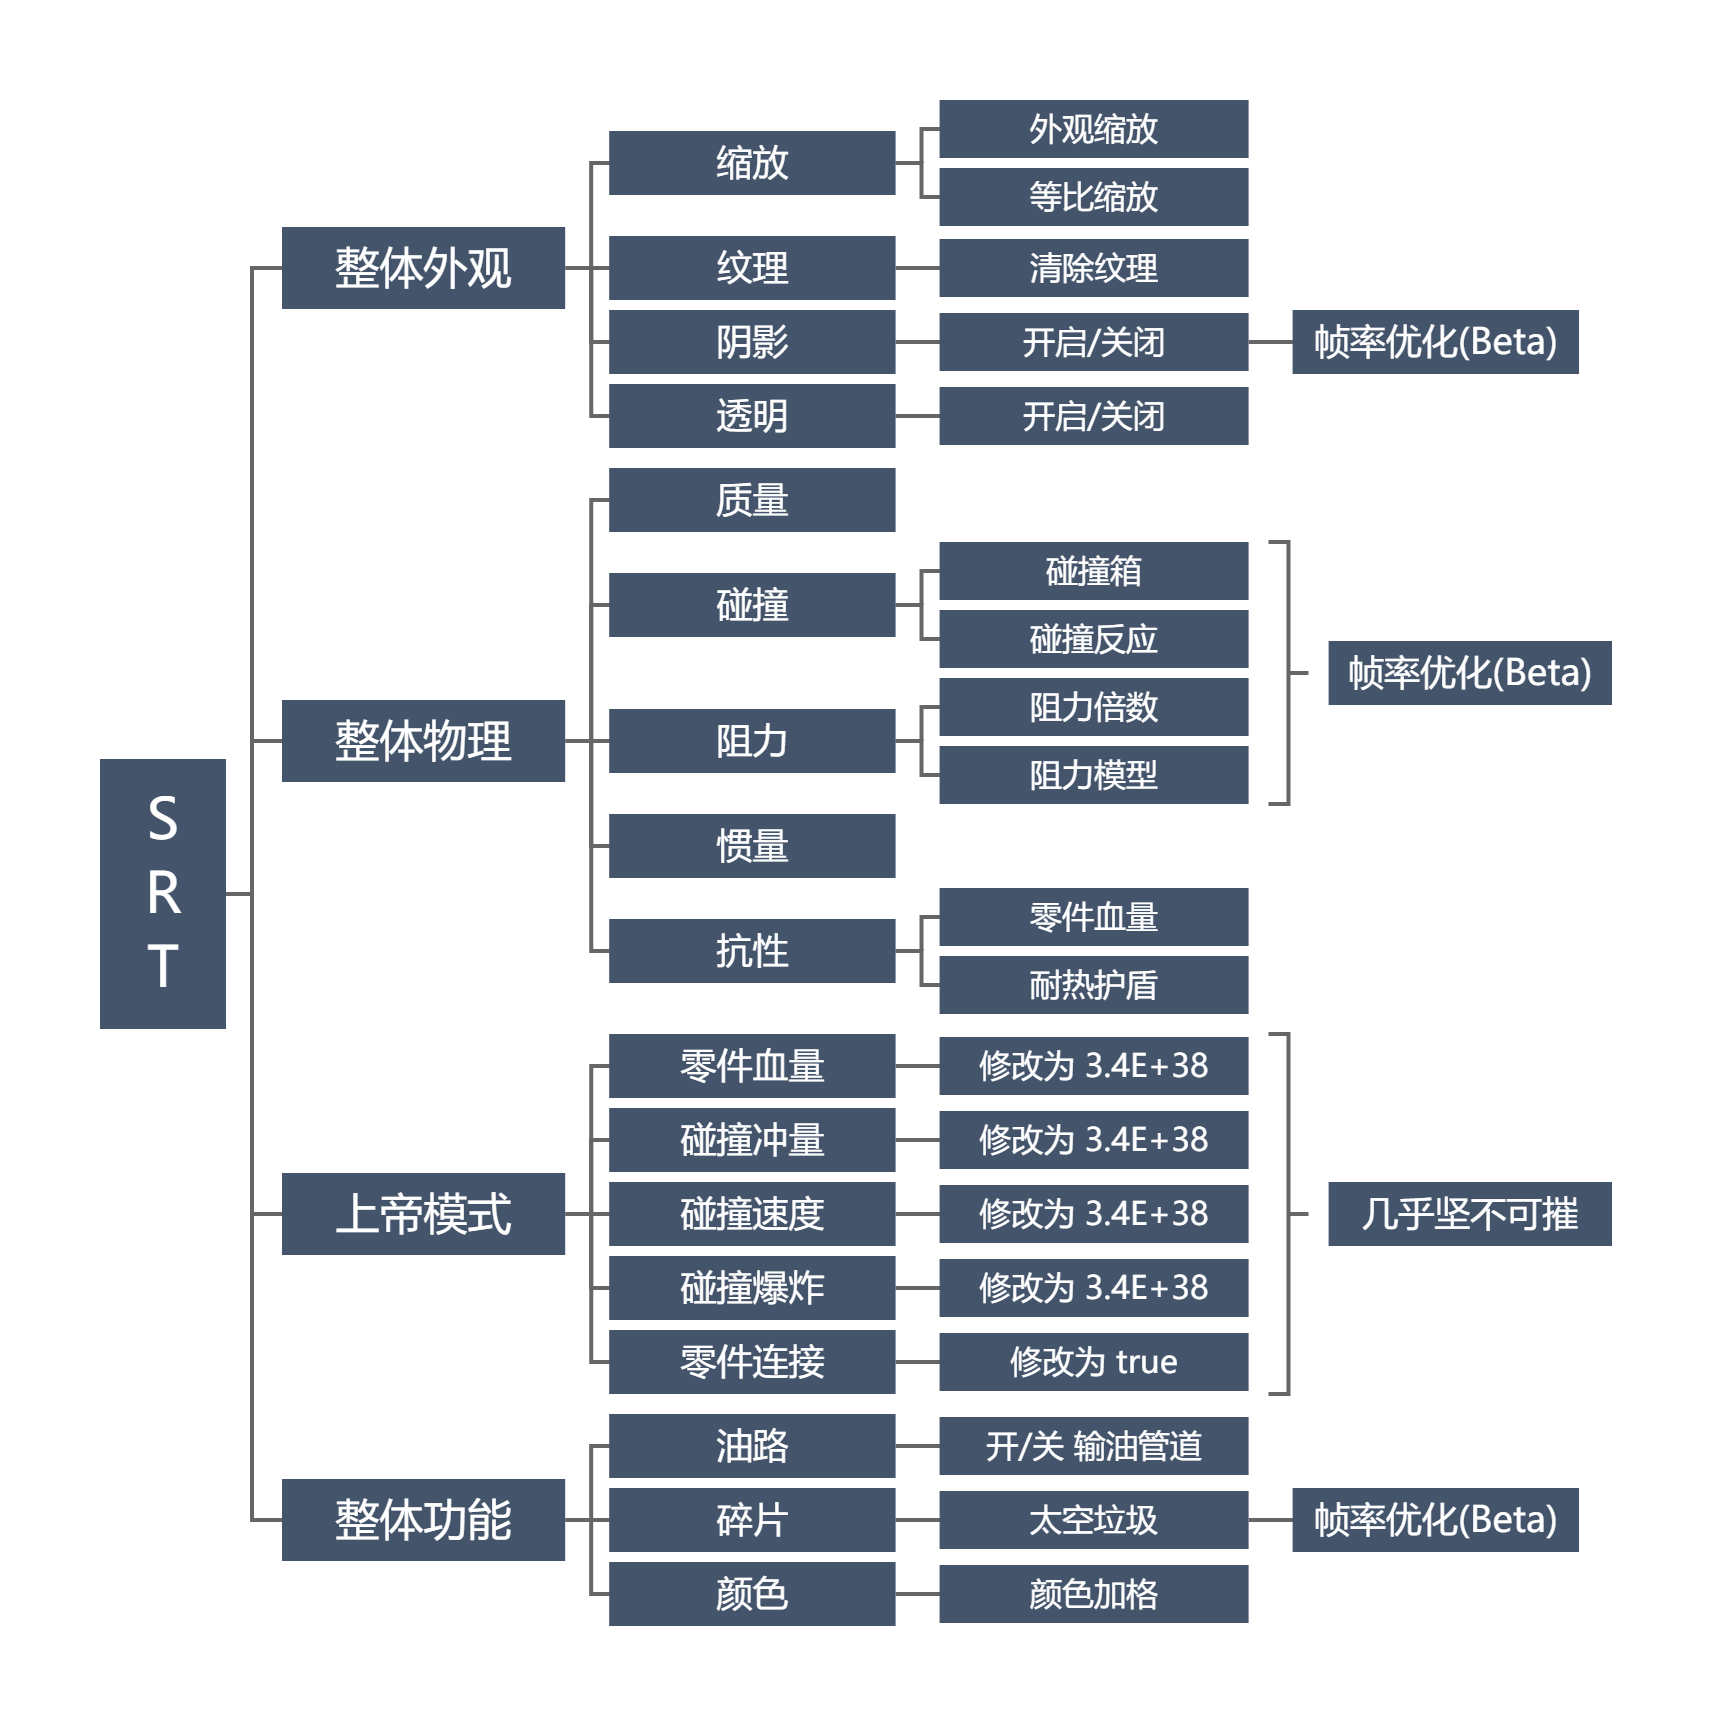 S
R
T
整体外观
缩放
外观缩放
等比缩放
纹理
清除纹理
阴影
开启/关闭
帧率优化(Beta)
透明
开启/关闭
整体物理
质量
碰撞
碰撞箱
碰撞反应
阻力
阻力倍数
阻力模型
帧率优化(Beta)
惯量
抗性
零件血量
耐热护盾
上帝模式
零件血量
修改为 3.4E+38
碰撞冲量
修改为 3.4E+38
碰撞速度
修改为 3.4E+38
碰撞爆炸
修改为 3.4E+38
零件连接
修改为 true
几乎坚不可摧
整体功能
油路
开/关 输油管道
碎片
太空垃圾
帧率优化(Beta)
颜色
颜色加格